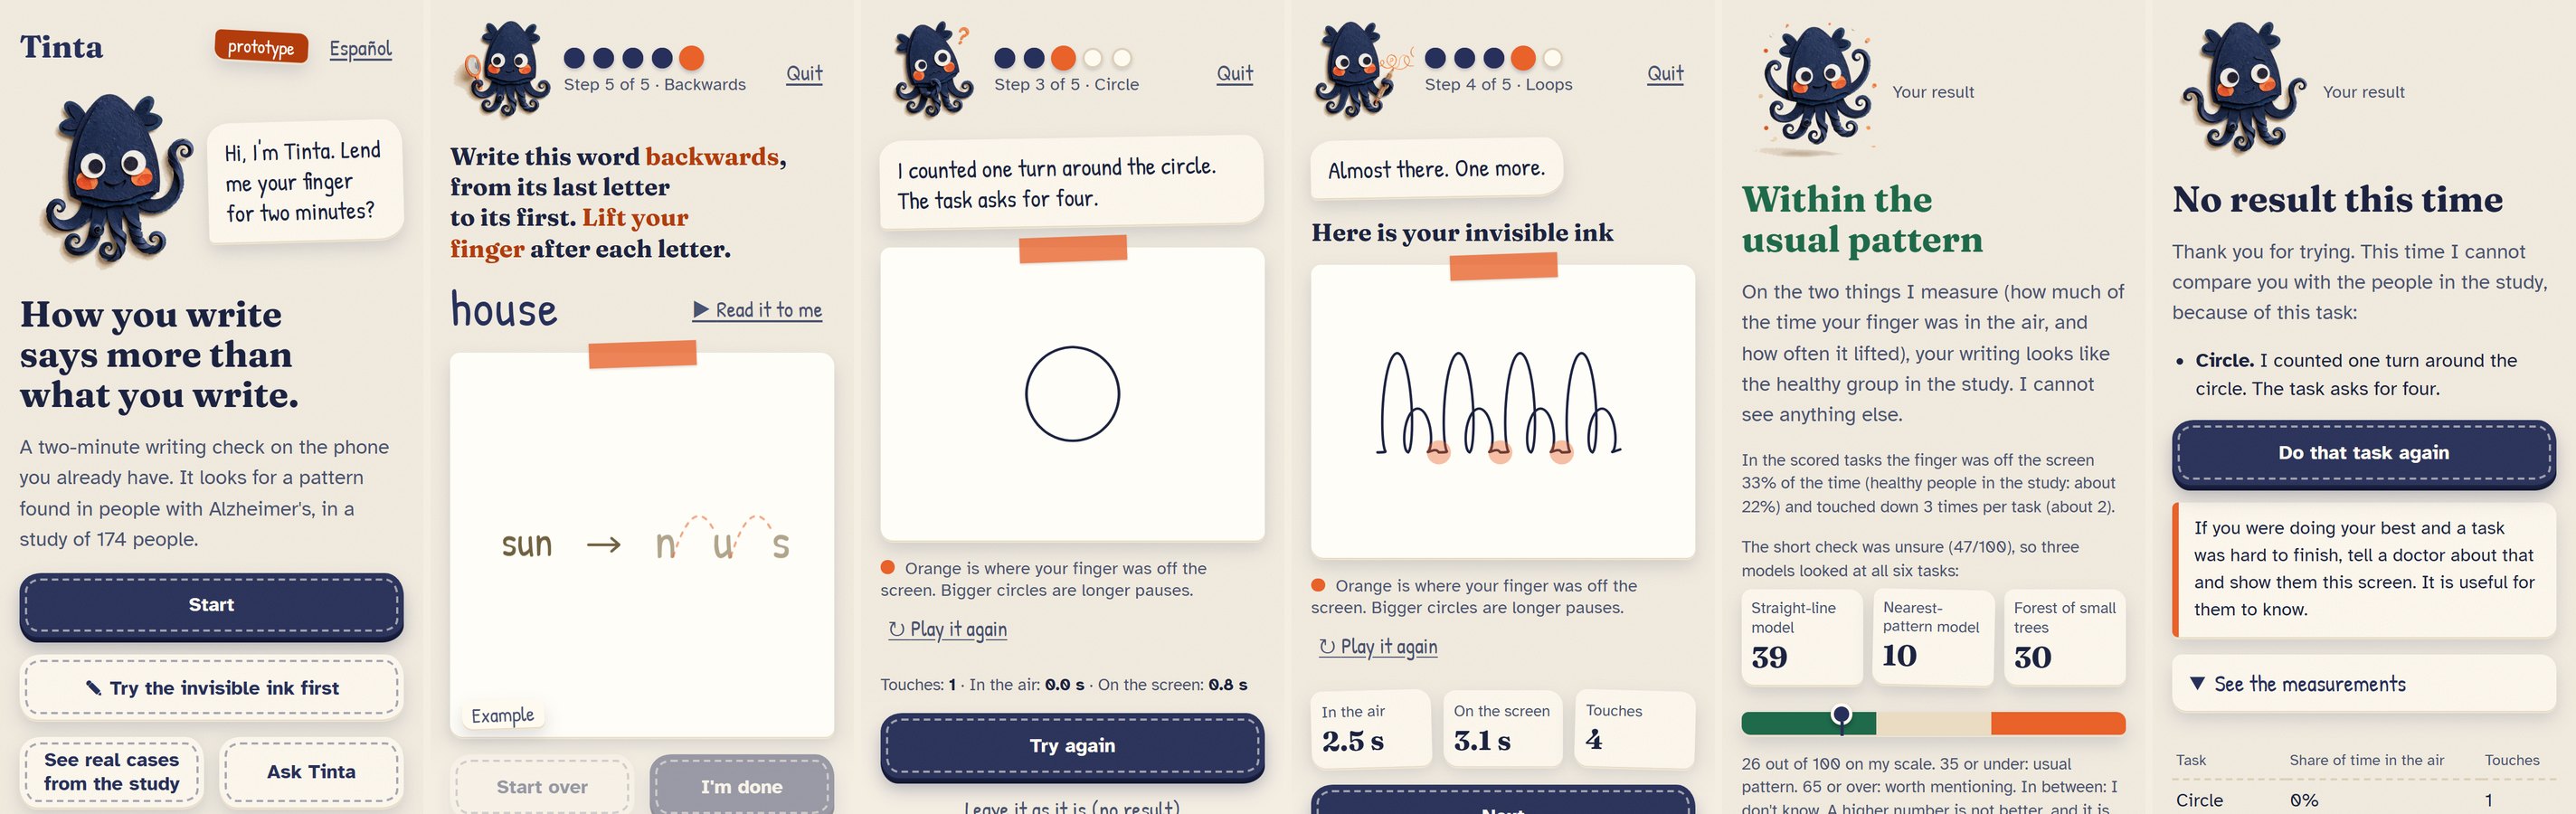 Tinta
prototype
Español
Hi, I'm Tinta. Lend
me your finger
for two minutes?
How you write
says more than
what you write.
A two-minute writing check on the phone
you already have. It looks for a pattern
found in people with Alzheimer's, in a
study of 174 people.
Start
Try the invisible ink first
See real cases
from the study
Ask Tinta
Step 5 of 5 · Backwards
Quit
Write this word backwards,
from its last letter
to its first. Lift your
finger after each letter.
house
Read it to me
sun → n u s
Example
Start over
I'm done
?
Step 3 of 5 · Circle
Quit
I counted one turn around the circle.
The task asks for four.
Orange is where your finger was off the
screen. Bigger circles are longer pauses.
↻ Play it again
Touches: 1 · In the air: 0.0 s · On the screen: 0.8 s
Try again
Leave it as it is (no result)
Step 4 of 5 · Loops
Quit
Almost there. One more.
Here is your invisible ink
Orange is where your finger was off the
screen. Bigger circles are longer pauses.
↻ Play it again
In the air
2.5 s
On the screen
3.1 s
Touches
4
Next
Your result
Within the
usual pattern
On the two things I measure (how much of
the time your finger was in the air, and
how often it lifted), your writing looks like
the healthy group in the study. I cannot
see anything else.
In the scored tasks the finger was off the screen
33% of the time (healthy people in the study: about
22%) and touched down 3 times per task (about 2).
The short check was unsure (47/100), so three
models looked at all six tasks:
Straight-line
model
39
Nearest-
pattern model
10
Forest of small
trees
30
26 out of 100 on my scale. 35 or under: usual
pattern. 65 or over: worth mentioning. In between: I
don't know. A higher number is not better, and it is
Your result
No result this time
Thank you for trying. This time I cannot
compare you with the people in the study,
because of this task:
• Circle. I counted one turn around the
circle. The task asks for four.
Do that task again
If you were doing your best and a task
was hard to finish, tell a doctor about that
and show them this screen. It is useful for
them to know.
▼ See the measurements
Task Share of time in the air Touches
Circle 0% 1